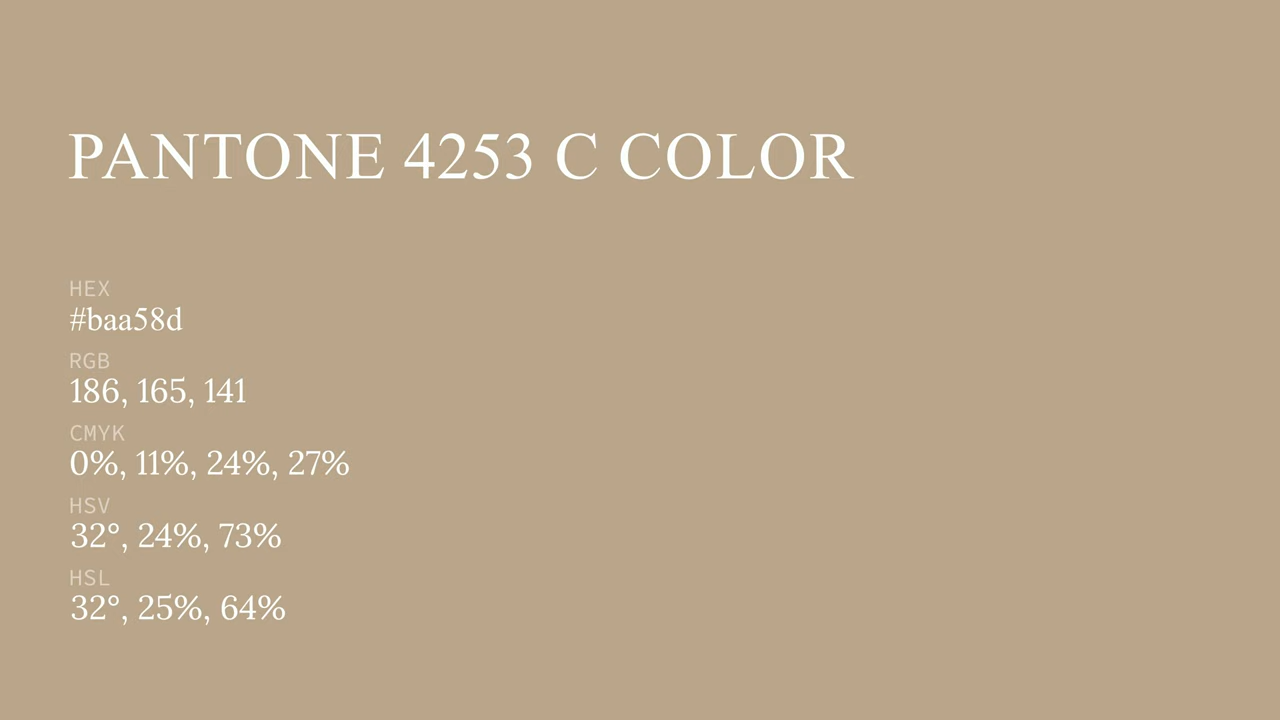 PANTONE 4253 C COLOR
HEX
#baa58d
RGB
186, 165, 141
CMYK
0%, 11%, 24%, 27%
HSV
32°, 24%, 73%
HSL
32°, 25%, 64%